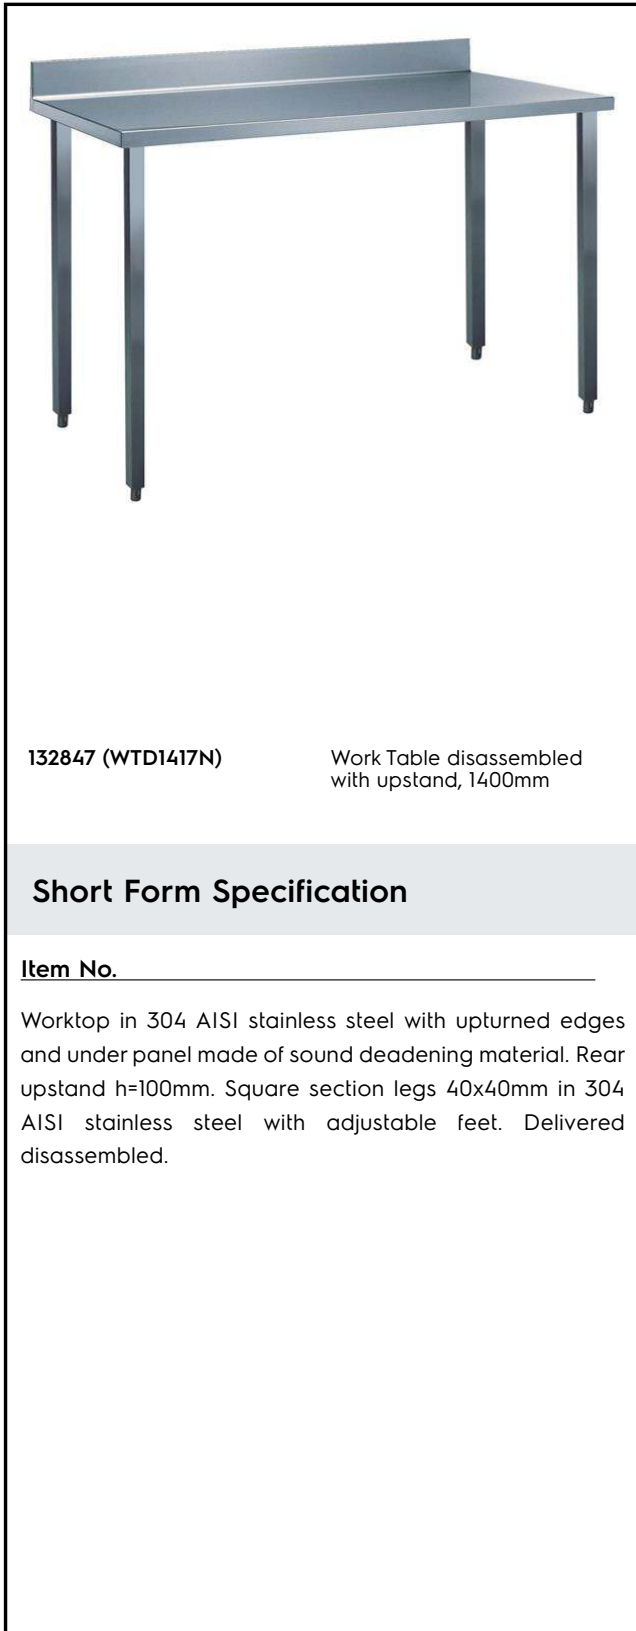 132847 (WTD1417N)
Work Table disassembled
with upstand, 1400mm
Short Form Specification
Item No.
Worktop in 304 AISI stainless steel with upturned edges
and under panel made of sound deadening material. Rear
upstand h=100mm. Square section legs 40x40mm in 304
AISI stainless steel with adjustable feet. Delivered
disassembled.